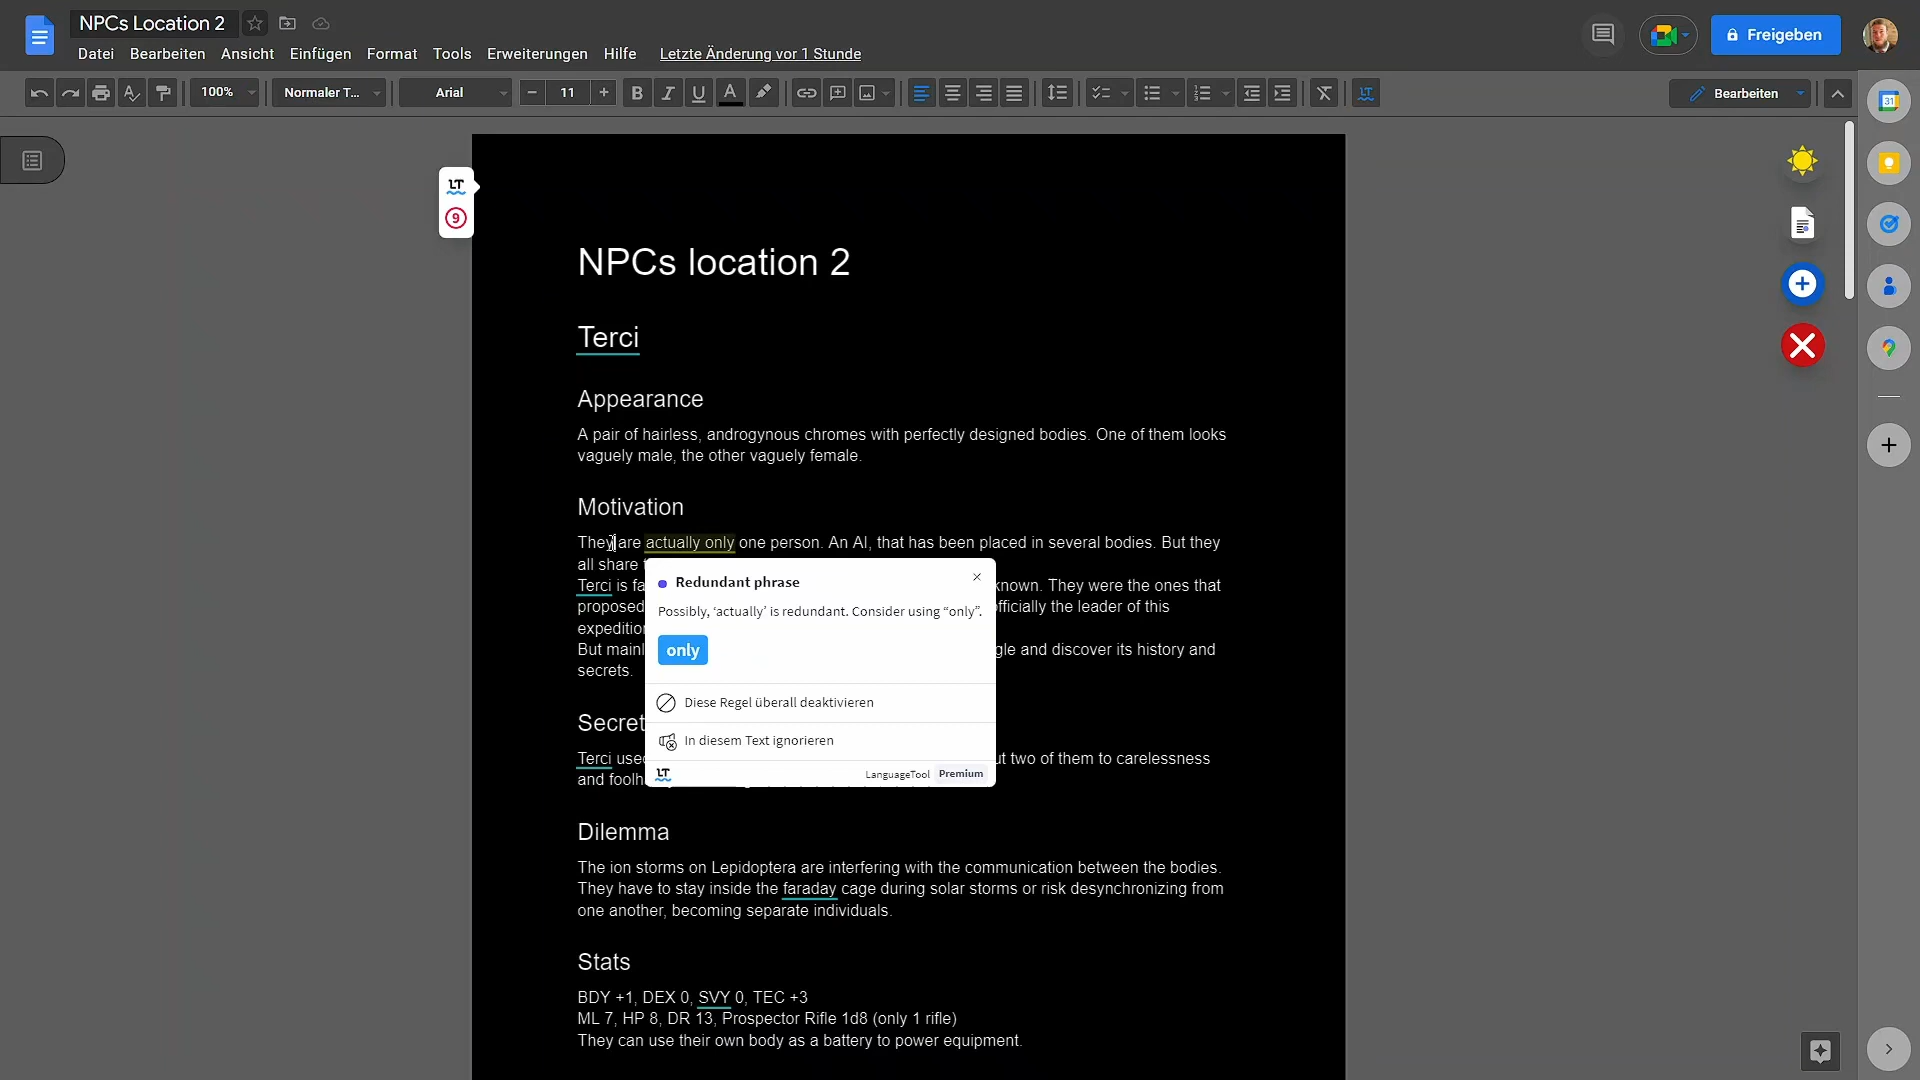 NPCs Location 2
Datei Bearbeiten Ansicht Einfügen Format Tools Erweiterungen Hilfe Letzte Änderung vor 1 Stunde
Freigeben
100% Normaler T... Arial 11 B I U A LT Bearbeiten
31
LT
9
NPCs location 2
Terci
Appearance
A pair of hairless, androgynous chromes with perfectly designed bodies. One of them looks
vaguely male, the other vaguely female.
Motivation
They are actually only one person. An AI, that has been placed in several bodies. But they
all share
Redundant phrase
Terci is fa
known. They were the ones that
Possibly, ‘actually’ is redundant. Consider using “only”.
proposed
officially the leader of this
expedition
only
But mainl
gle and discover its history and
secrets.
Diese Regel überall deaktivieren
Secret
In diesem Text ignorieren
Terci used
ut two of them to carelessness
LT LanguageTool Premium
and foolh
Dilemma
The ion storms on Lepidoptera are interfering with the communication between the bodies.
They have to stay inside the faraday cage during solar storms or risk desynchronizing from
one another, becoming separate individuals.
Stats
BDY +1, DEX 0, SVY 0, TEC +3
ML 7, HP 8, DR 13, Prospector Rifle 1d8 (only 1 rifle)
They can use their own body as a battery to power equipment.